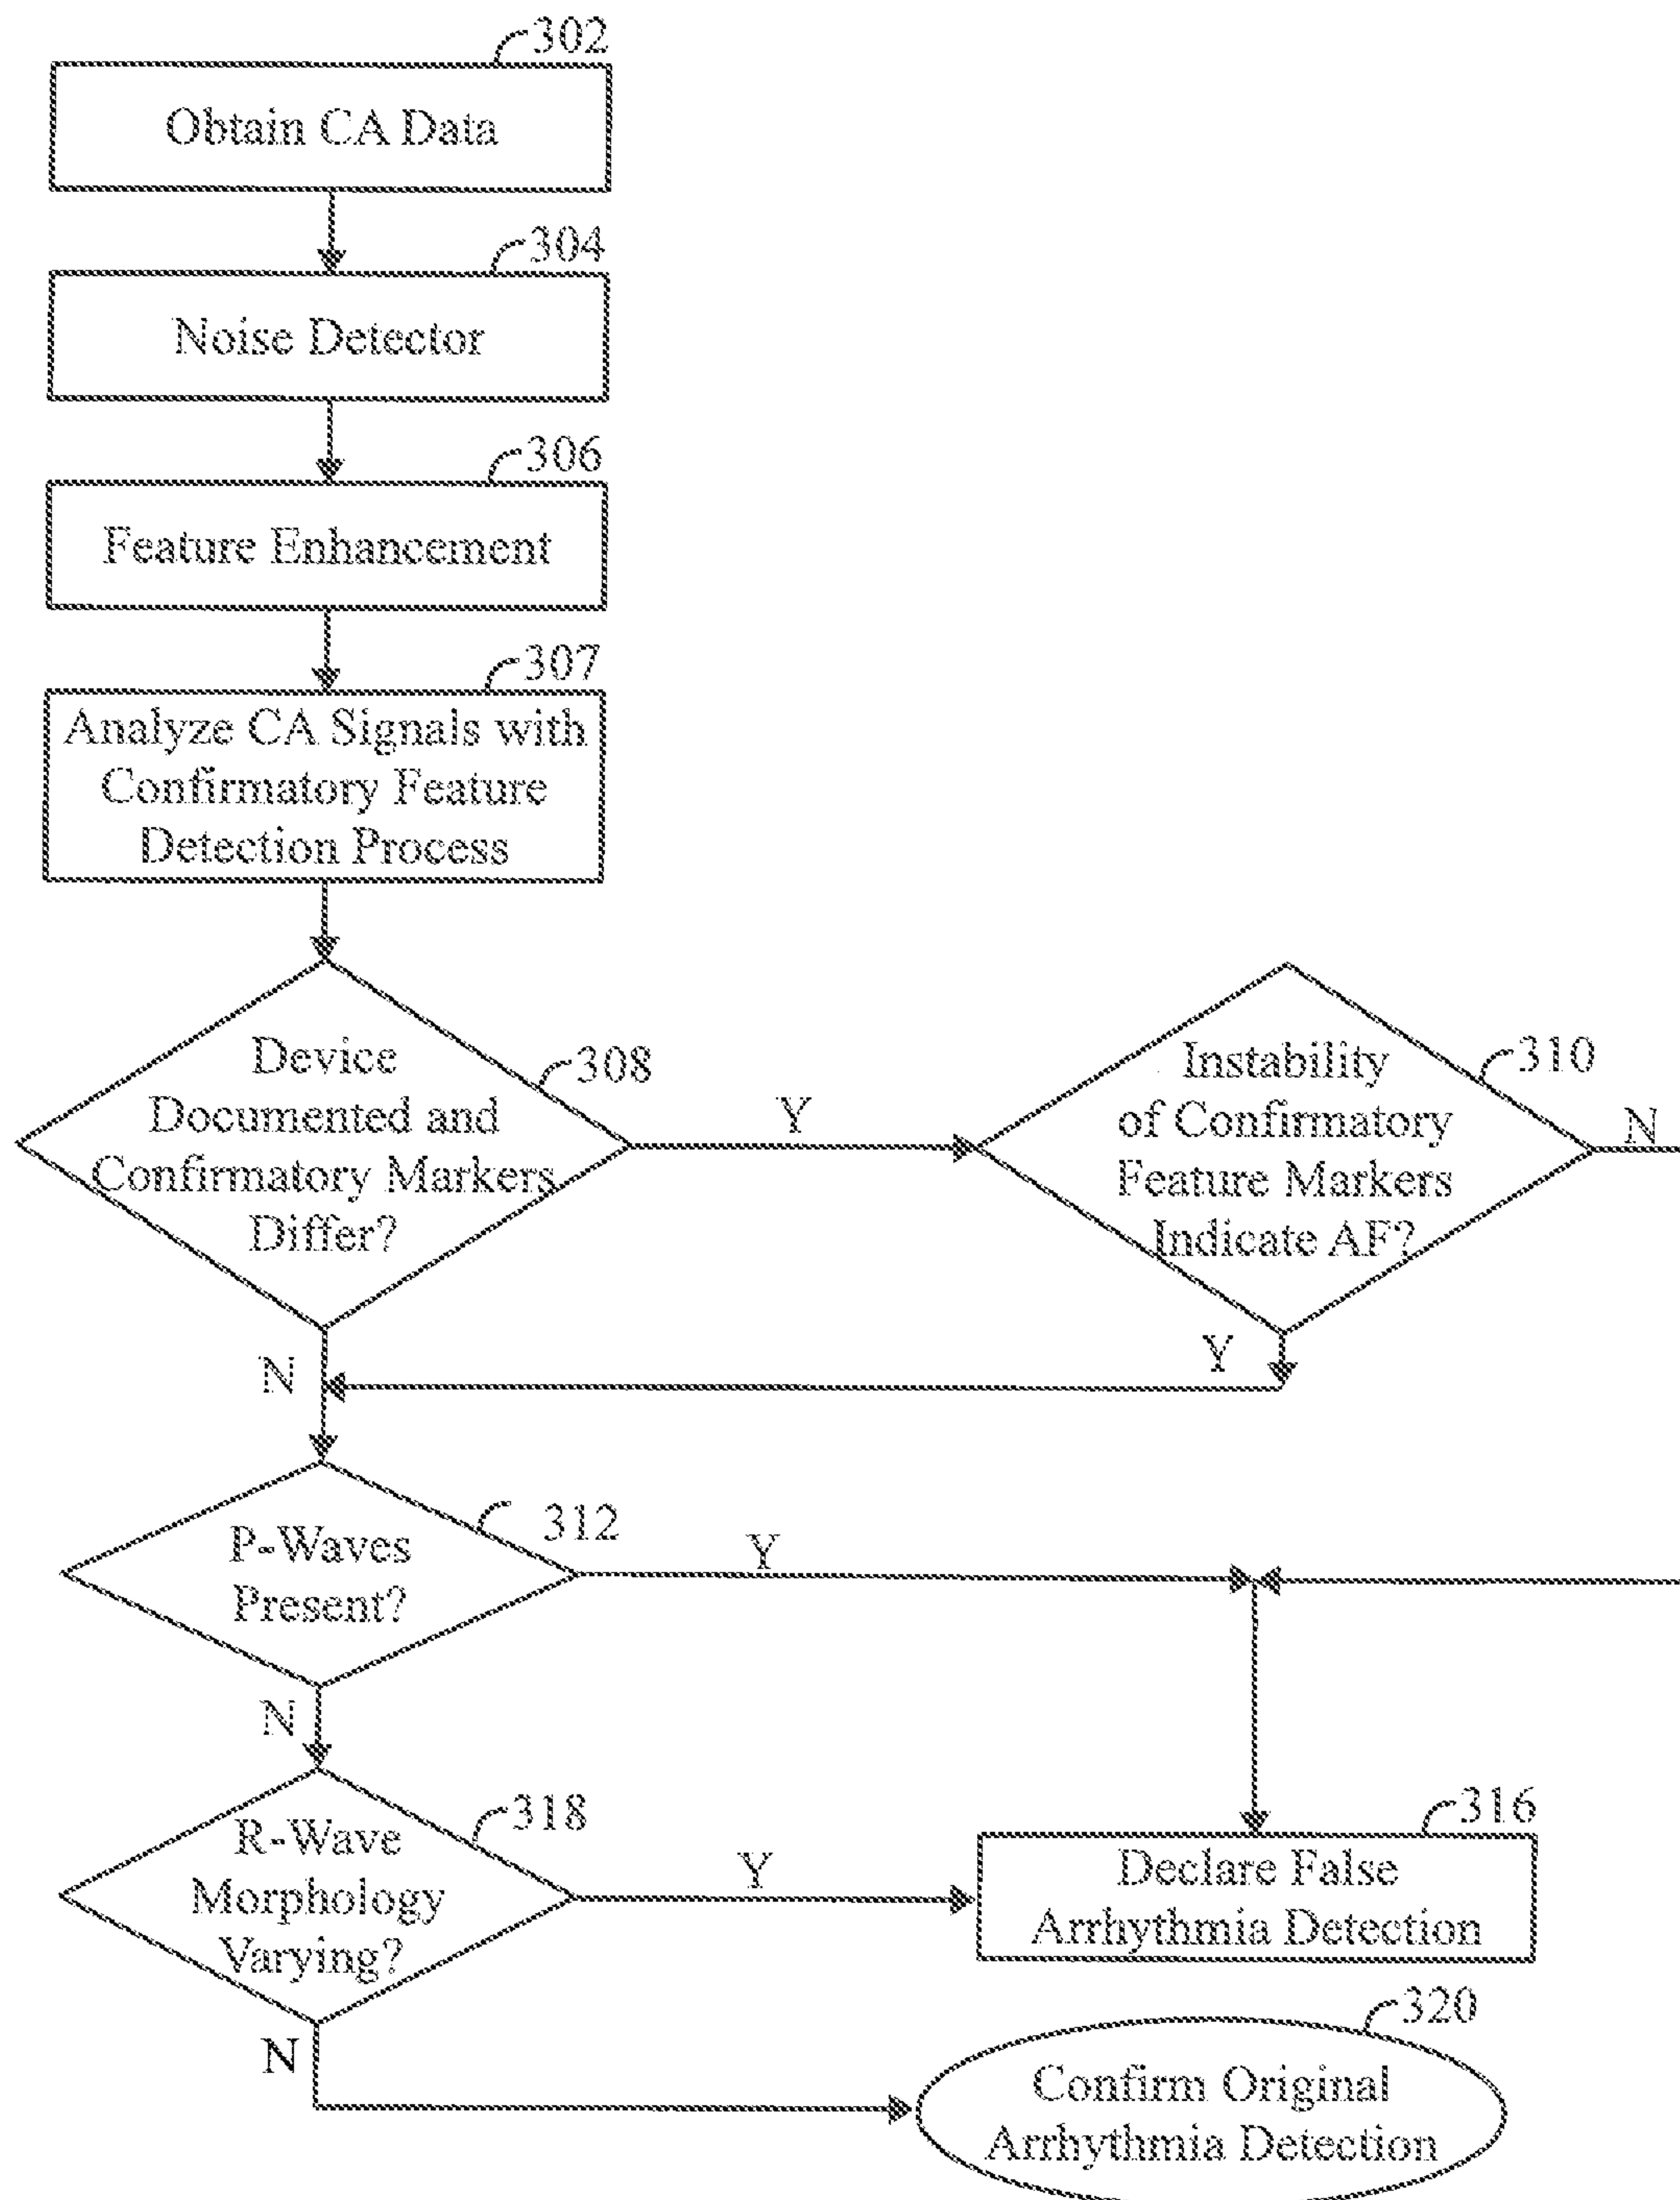 302
Obtain CA Data
304
Noise Detector
306
Feature Enhancement
307
Analyze CA Signals with
Confirmatory Feature
Detection Process
Device
Documented and
Confirmatory Markers
Differ?
308
Y
N
Instability
of Confirmatory
Feature Markers
Indicate AF?
310
N
Y
P-Waves
Present?
312
Y
N
R-Wave
Morphology
Varying?
318
Y
N
316
Declare False
Arrhythmia Detection
320
Confirm Original
Arrhythmia Detection